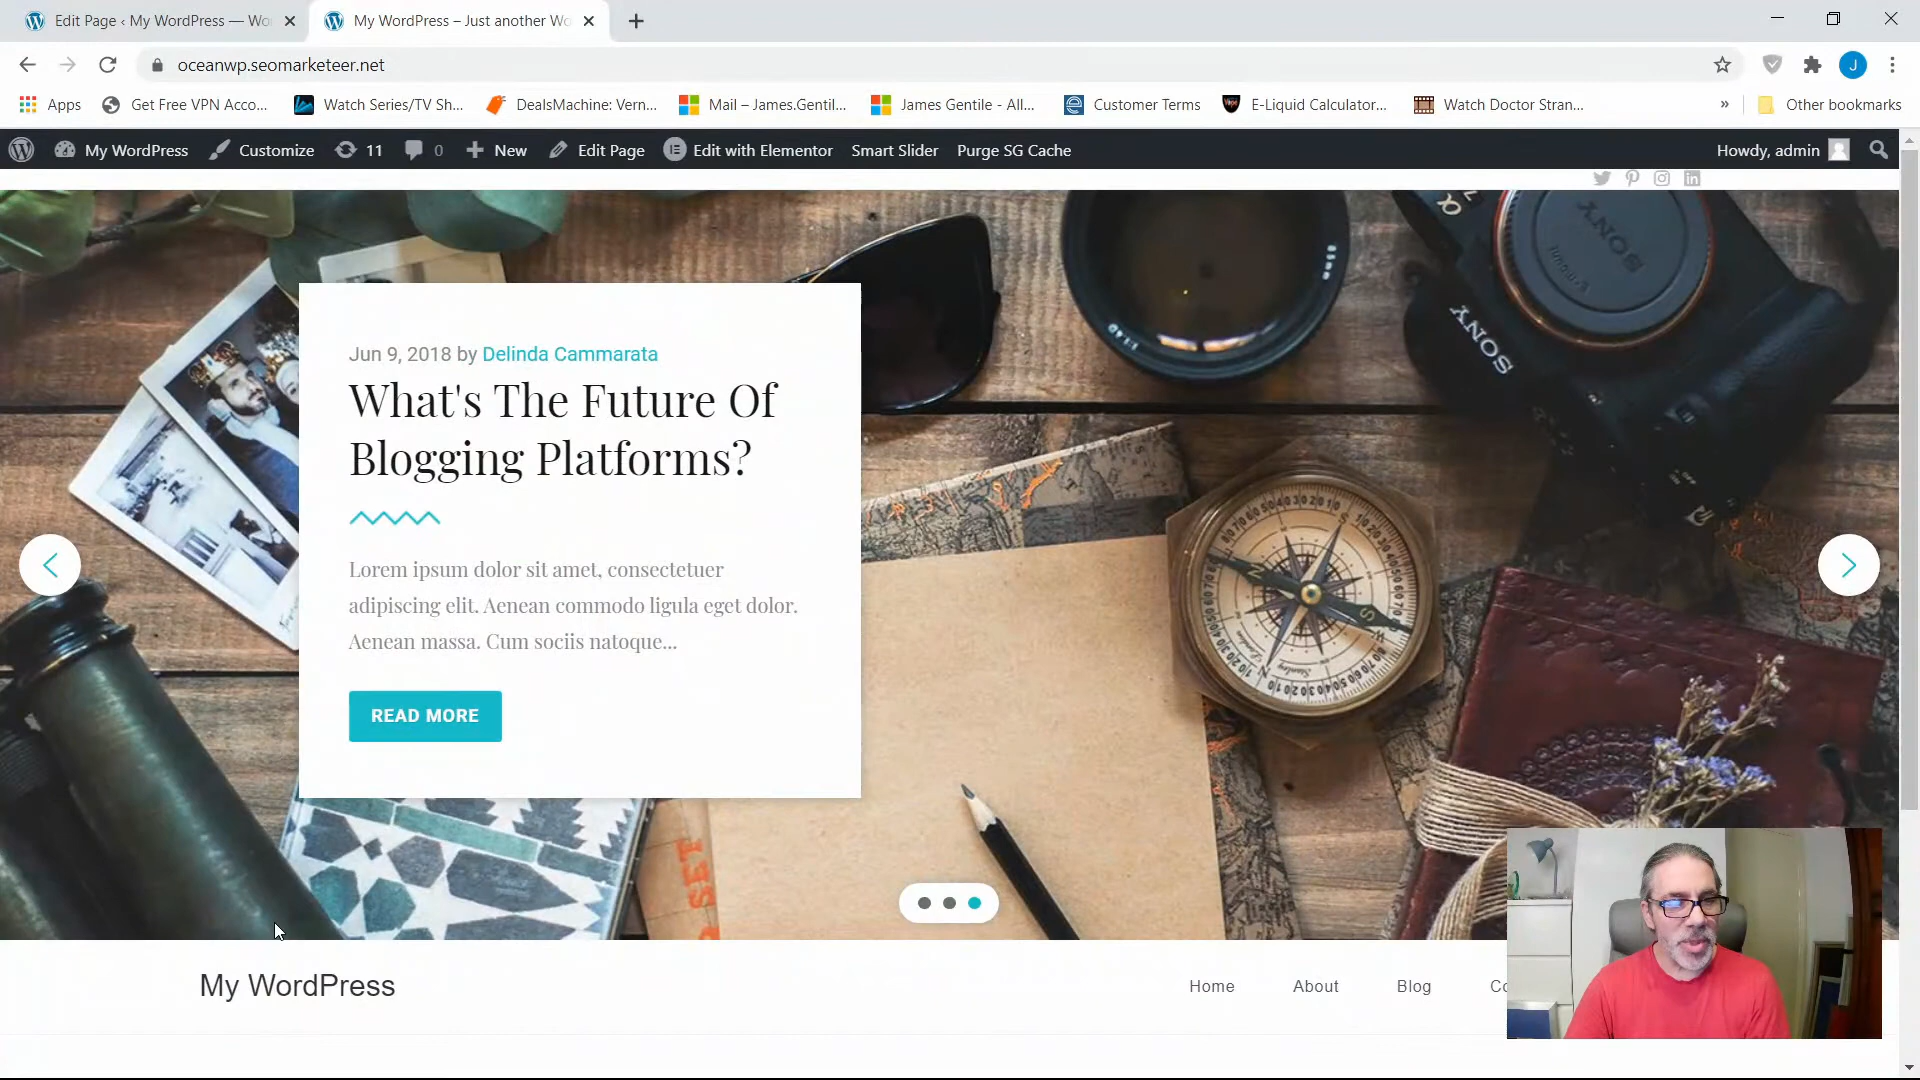 Edit Page ‹ My WordPress — Wo
My WordPress – Just another Wo
oceanwp.seomarketeer.net
J
Apps
Get Free VPN Acco...
Watch Series/TV Sh...
DealsMachine: Vern...
Mail – James.Gentil...
James Gentile - All...
Customer Terms
E-Liquid Calculator...
Watch Doctor Stran...
»
Other bookmarks
My WordPress
Customize
11
0
New
Edit Page
Edit with Elementor
Smart Slider
Purge SG Cache
Howdy, admin
SONY
SONY
Jun 9, 2018 by Delinda Cammarata
What's The Future Of
Blogging Platforms?
Lorem ipsum dolor sit amet, consectetuer
adipiscing elit. Aenean commodo ligula eget dolor.
Aenean massa. Cum sociis natoque...
READ MORE
My WordPress
Home
About
Blog
Co